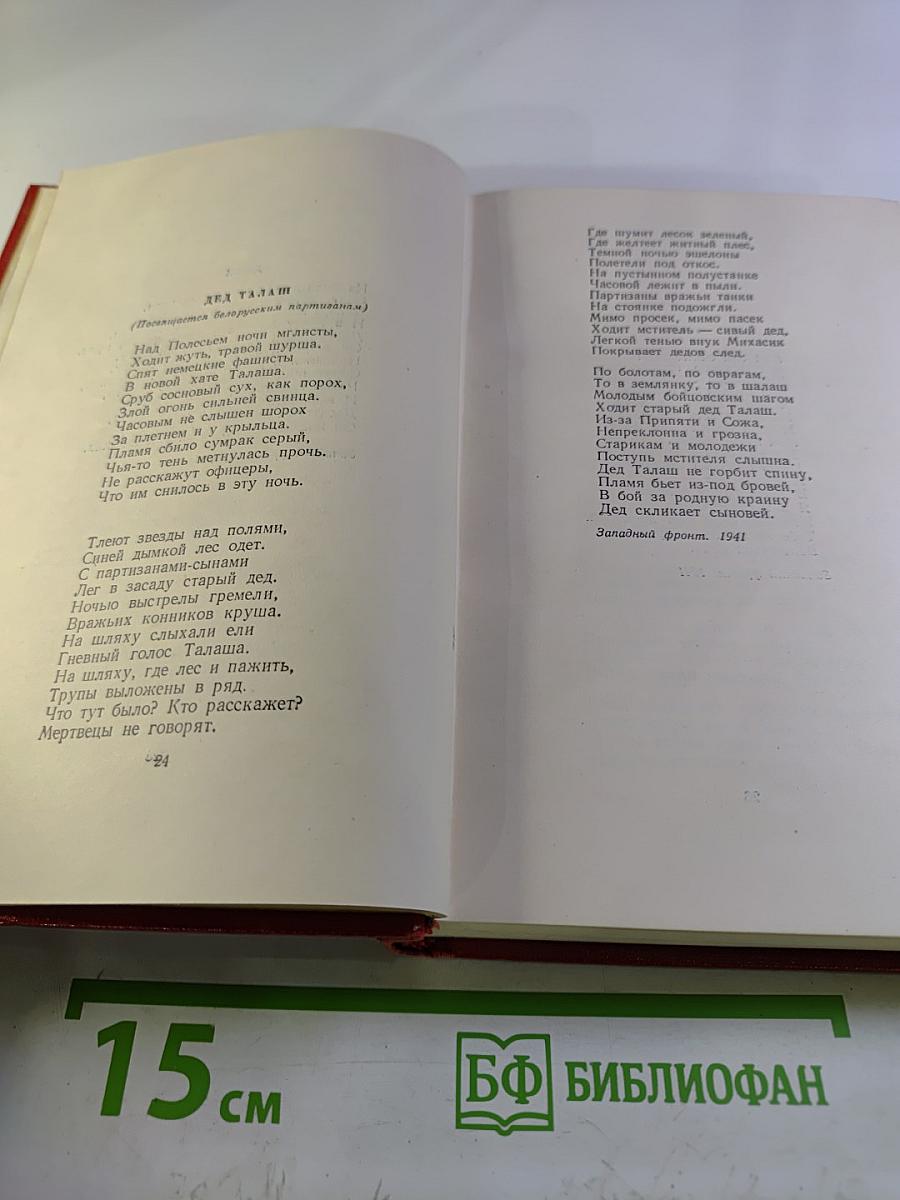 ДЕД ТАЛАШ
(Посвящается белорусским партизанам)
Над Полесьем ночи мглисты,
Ходит жуть, травой шурша.
Спят немецкие фашисты
В новой хате Талаша.
Сруб сосновый сух, как порох,
Злой огонь сильней свинца.
Часовым не слышен шорох
За плетнем и у крыльца.
Пламя сбило сумрак серый,
Чья-то тень метнулась прочь.
Не расскажут офицеры,
Что им снилось в эту ночь.
Тлеют звезды над полями,
Синей дымкой лес одет.
С партизанами-сынами
Лег в засаду старый дед.
Ночью выстрелы гремели,
Вражьих конников круша.
На шляху слыхали ели
Гневный голос Талаша.
На шляху, где лес и пажить,
Трупы выложены в ряд.
Что тут было? Кто расскажет?
Мертвецы не говорят.
24
Где шумит лесок зеленый,
Где желтеет житный плес,
Темной ночью эшелоны
Полетели под откос.
На пустынном полустанке
Часовой лежит в пыли.
Партизаны вражьи танки
На стоянке подожгли.
Мимо просек, мимо пасек
Ходит мститель — сивый дед,
Легкой тенью внук Михасик
Покрывает дедов след.
По болотам, по оврагам,
То в землянку, то в шалаш
Молодым бойцовским шагом
Ходит старый дед Талаш.
Из-за Припяти и Сожа,
Непреклонна и грозна,
Старикам и молодежи
Поступь мстителя слышна.
Дед Талаш не горбит спину,
Пламя бьет из-под бровей,
В бой за родную краину
Дед скликает сыновей.
Западный фронт. 1941
15 см
БФ БИБЛИОФАН